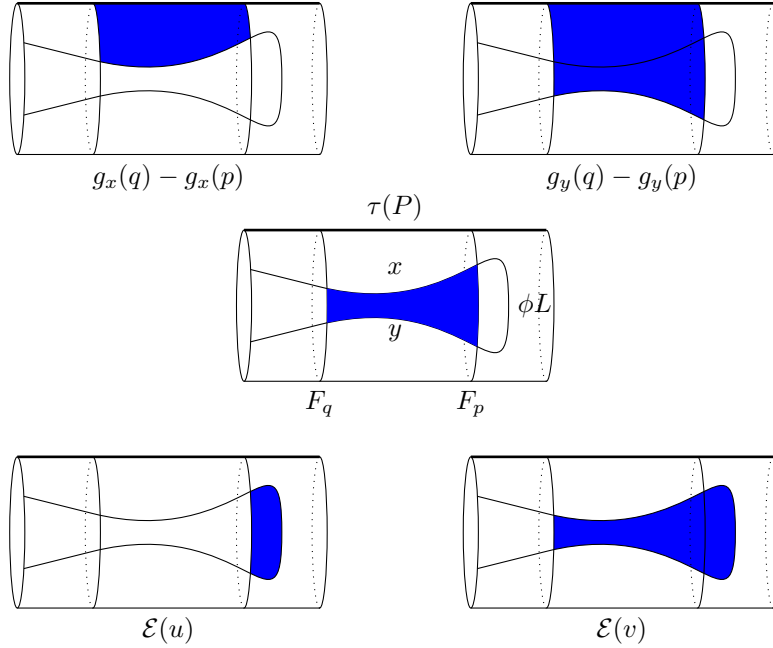 g_x(q) − g_x(p)
g_y(q) − g_y(p)
τ(P)
x
ϕL
y
F_q
F_p
ℰ(u)
ℰ(v)